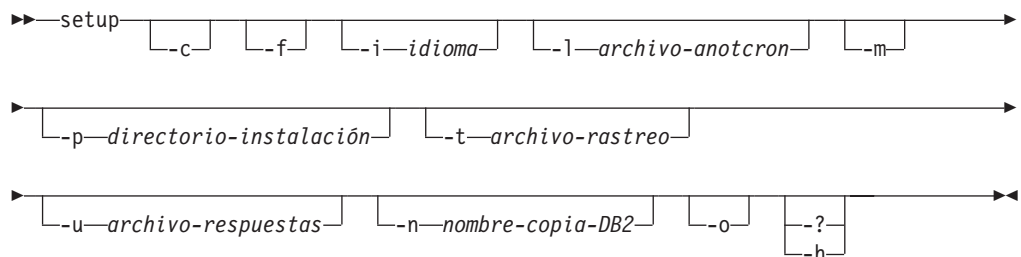 setup -c -f -i idioma -l archivo-anotcron -m
-p directorio-instalación -t archivo-rastreo
-u archivo-respuestas -n nombre-copia-DB2 -o -?
-h